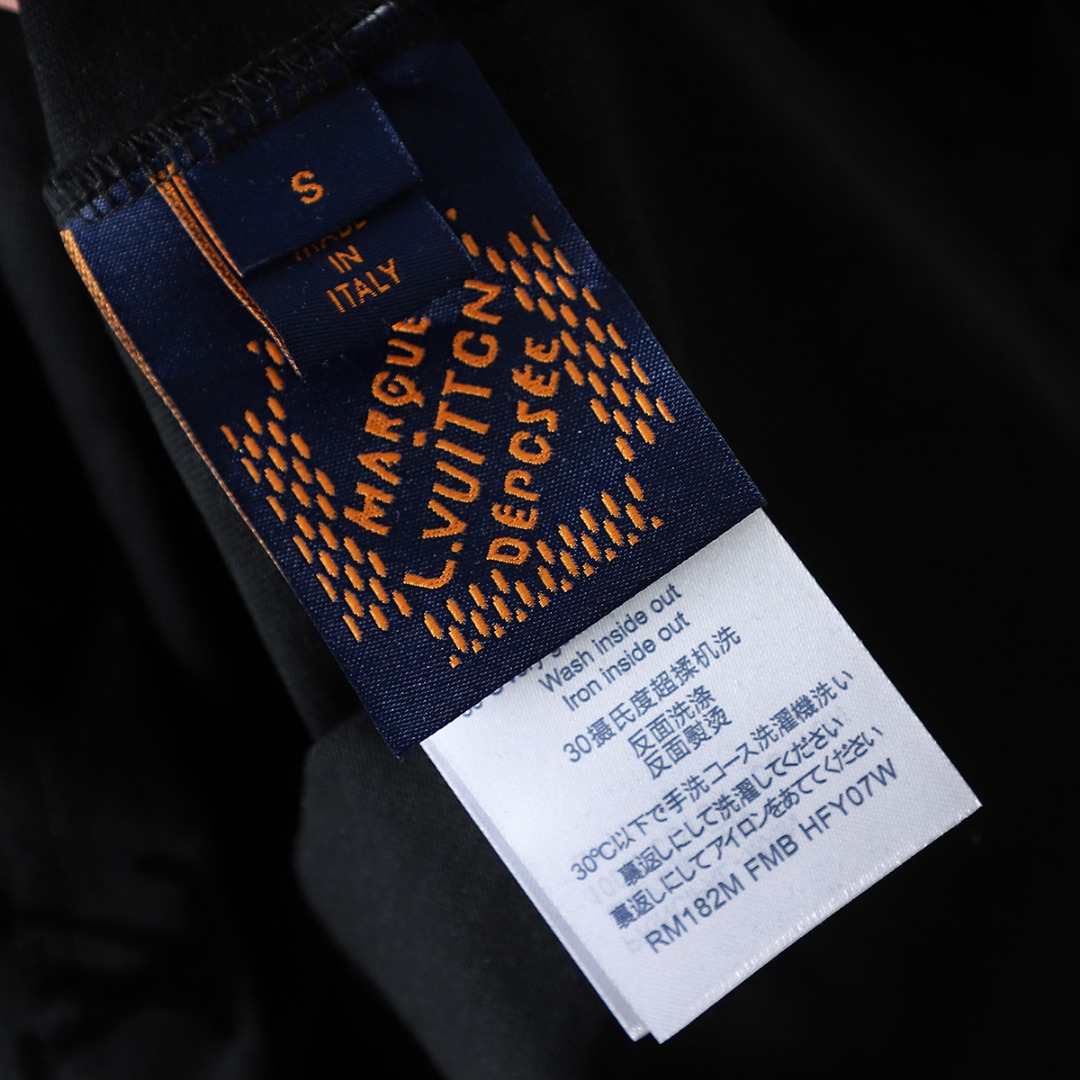 S
MADE
IN
ITALY
MARQUE
L.VUITTON
DÉPOSÉE
Wash inside out
Iron inside out
30摄氏度超揉机洗
反面洗涤
反面熨烫
30℃以下で手洗コース洗濯機洗い
裏返しにして洗濯してください
裏返しにしてアイロンをあててください
RM182M FMB HFY07W